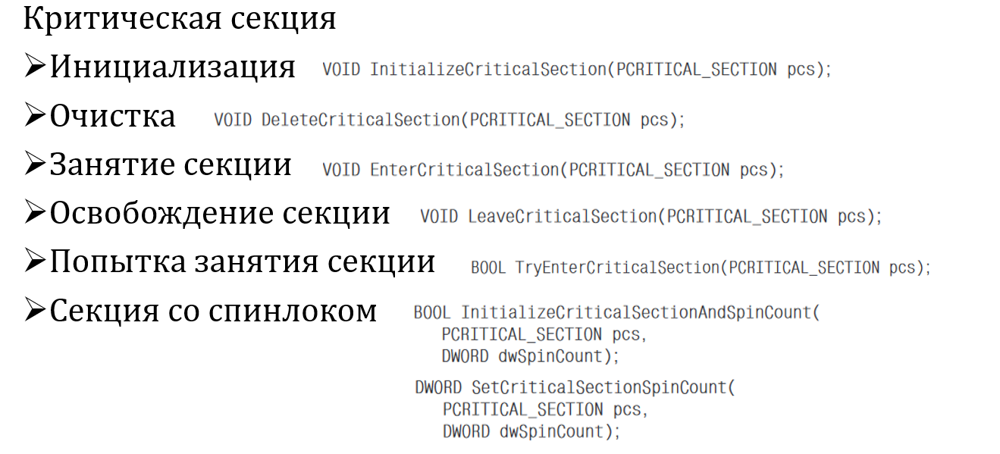 Критическая секция
➢Инициализация VOID InitializeCriticalSection(PCRITICAL_SECTION pcs);
➢Очистка VOID DeleteCriticalSection(PCRITICAL_SECTION pcs);
➢Занятие секции VOID EnterCriticalSection(PCRITICAL_SECTION pcs);
➢Освобождение секции VOID LeaveCriticalSection(PCRITICAL_SECTION pcs);
➢Попытка занятия секции BOOL TryEnterCriticalSection(PCRITICAL_SECTION pcs);
➢Секция со спинлоком BOOL InitializeCriticalSectionAndSpinCount(
PCRITICAL_SECTION pcs,
DWORD dwSpinCount);
DWORD SetCriticalSectionSpinCount(
PCRITICAL_SECTION pcs,
DWORD dwSpinCount);